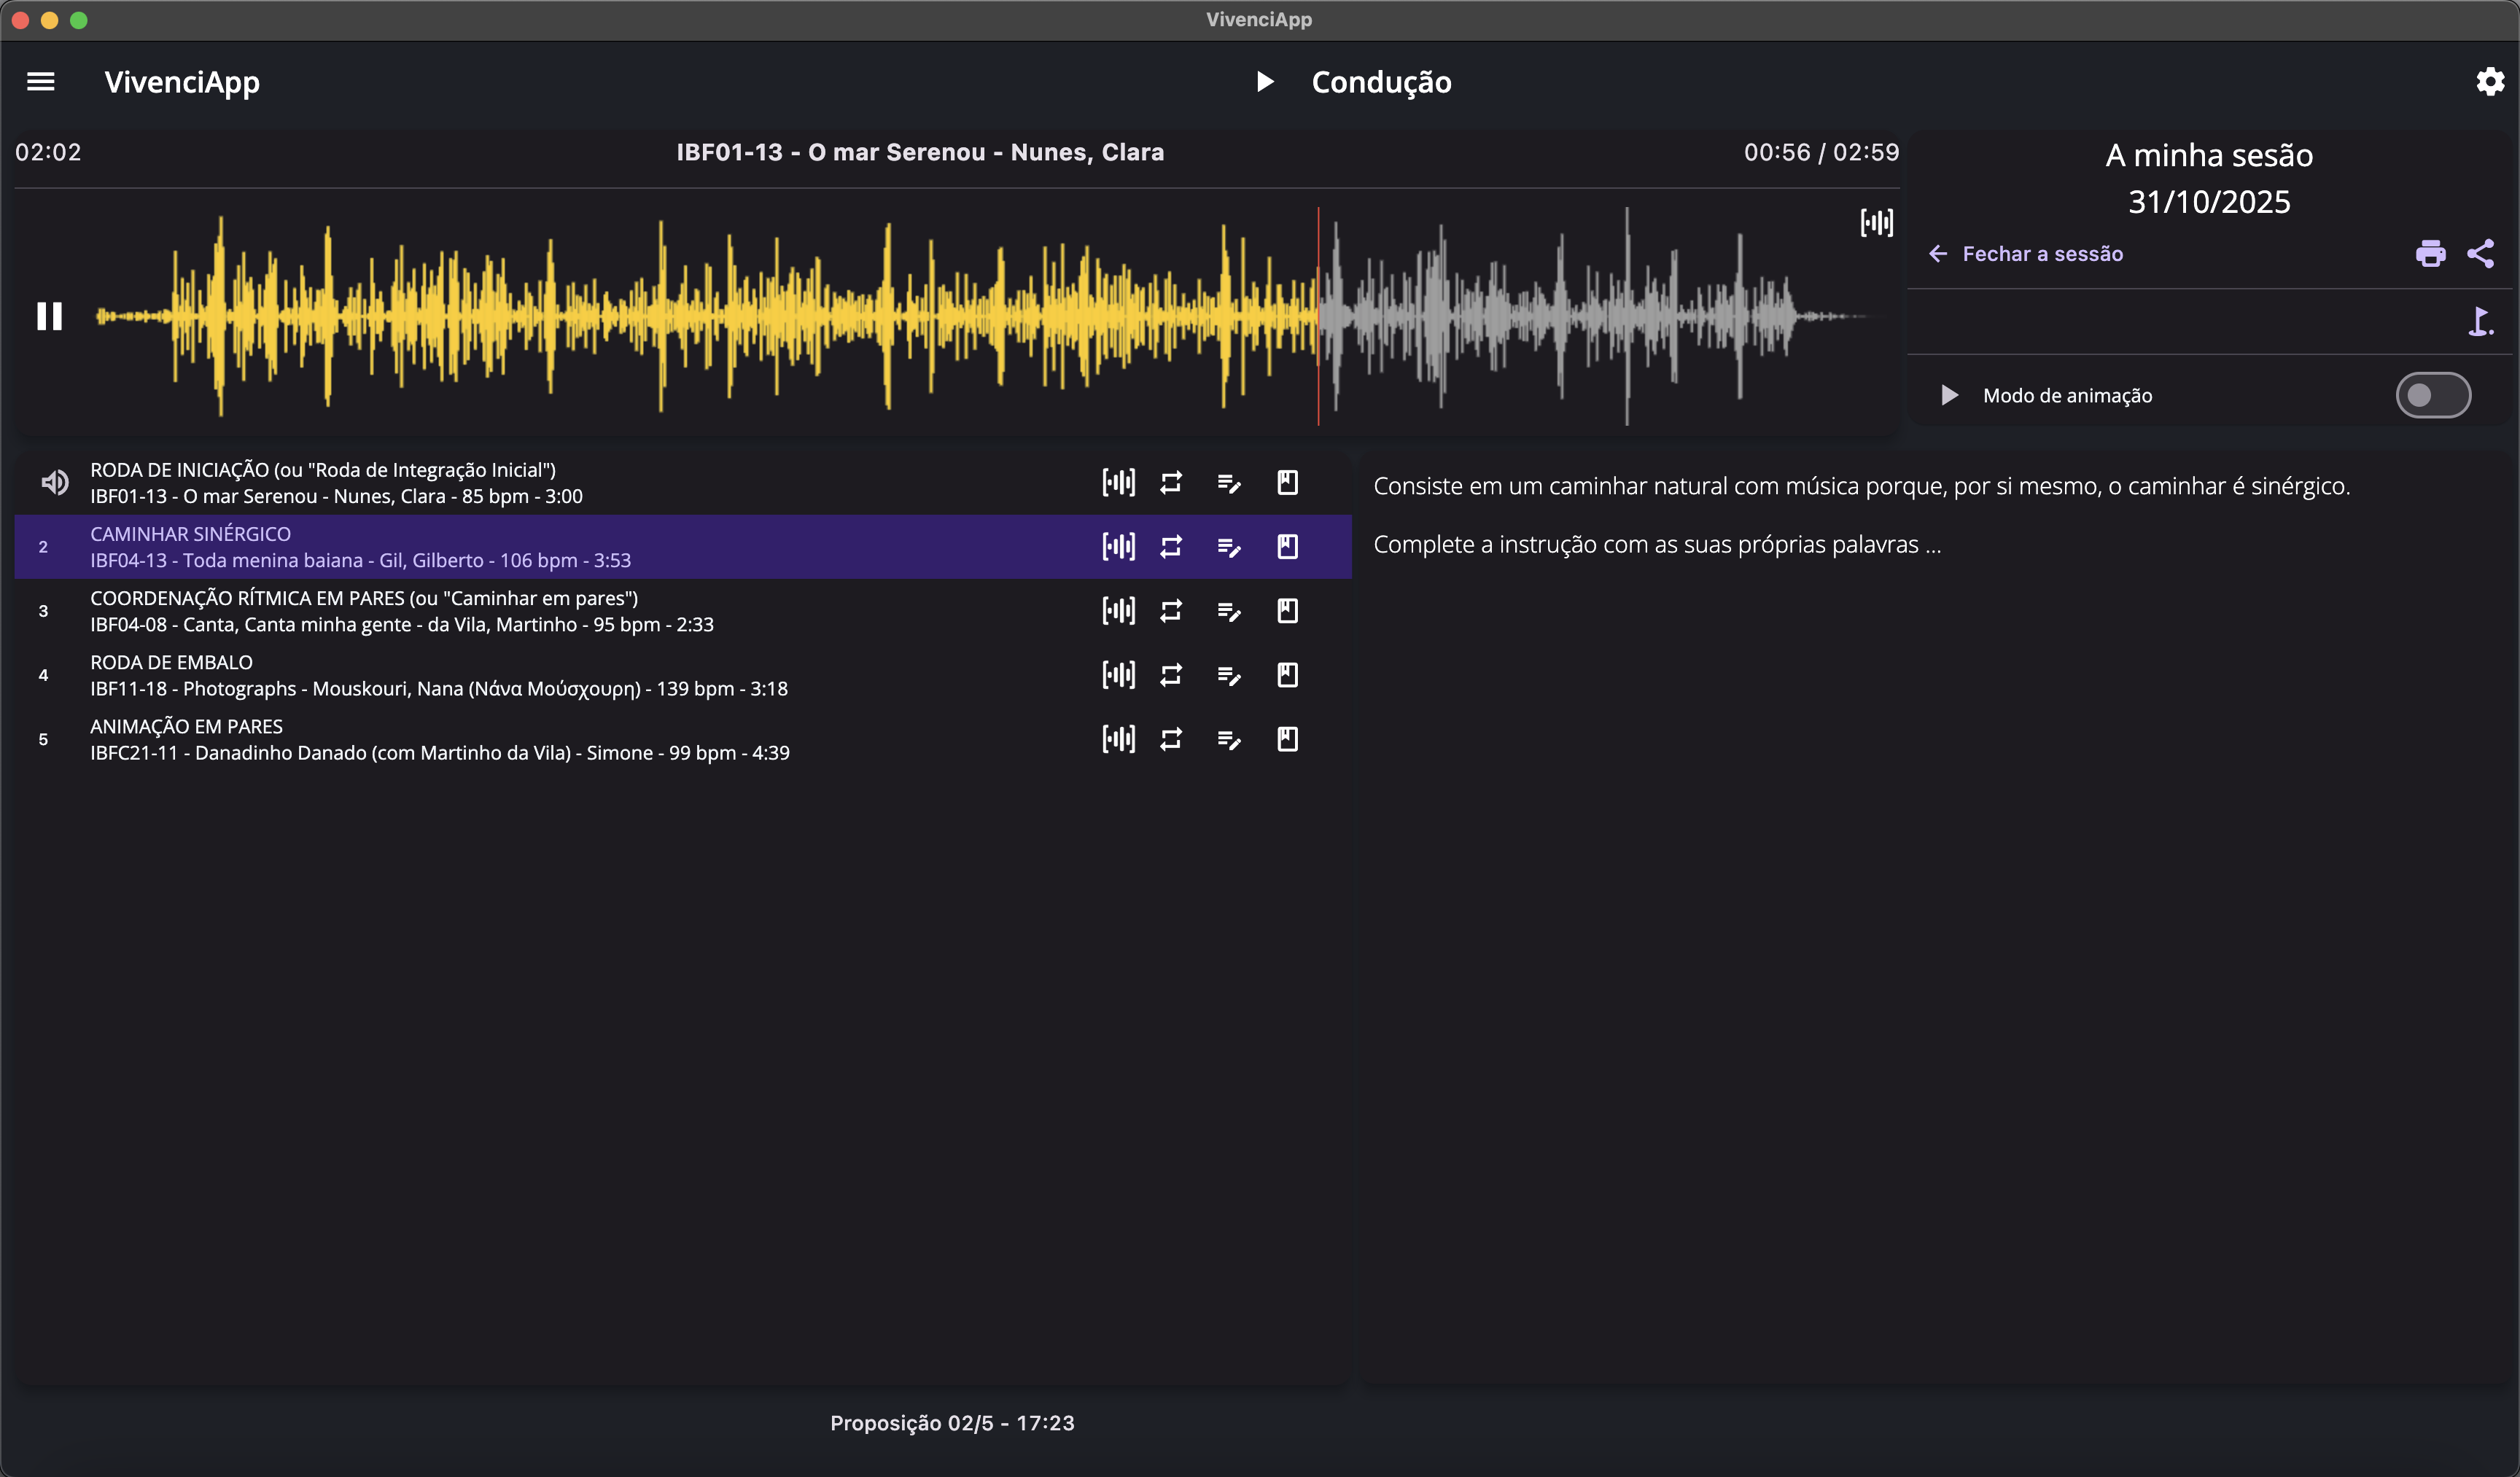 VivenciApp
VivenciApp
Condução
02:02
IBF01-13 - O mar Serenou - Nunes, Clara
00:56 / 02:59
A minha sesão
31/10/2025
Fechar a sessão
Modo de animação
RODA DE INICIAÇÃO (ou "Roda de Integração Inicial")
IBF01-13 - O mar Serenou - Nunes, Clara - 85 bpm - 3:00
2
CAMINHAR SINÉRGICO
IBF04-13 - Toda menina baiana - Gil, Gilberto - 106 bpm - 3:53
3
COORDENAÇÃO RÍTMICA EM PARES (ou "Caminhar em pares")
IBF04-08 - Canta, Canta minha gente - da Vila, Martinho - 95 bpm - 2:33
4
RODA DE EMBALO
IBF11-18 - Photographs - Mouskouri, Nana (Νάνα Μούσχουρη) - 139 bpm - 3:18
5
ANIMAÇÃO EM PARES
IBFC21-11 - Danadinho Danado (com Martinho da Vila) - Simone - 99 bpm - 4:39
Consiste em um caminhar natural com música porque, por si mesmo, o caminhar é sinérgico.
Complete a instrução com as suas próprias palavras ...
Proposição 02/5 - 17:23